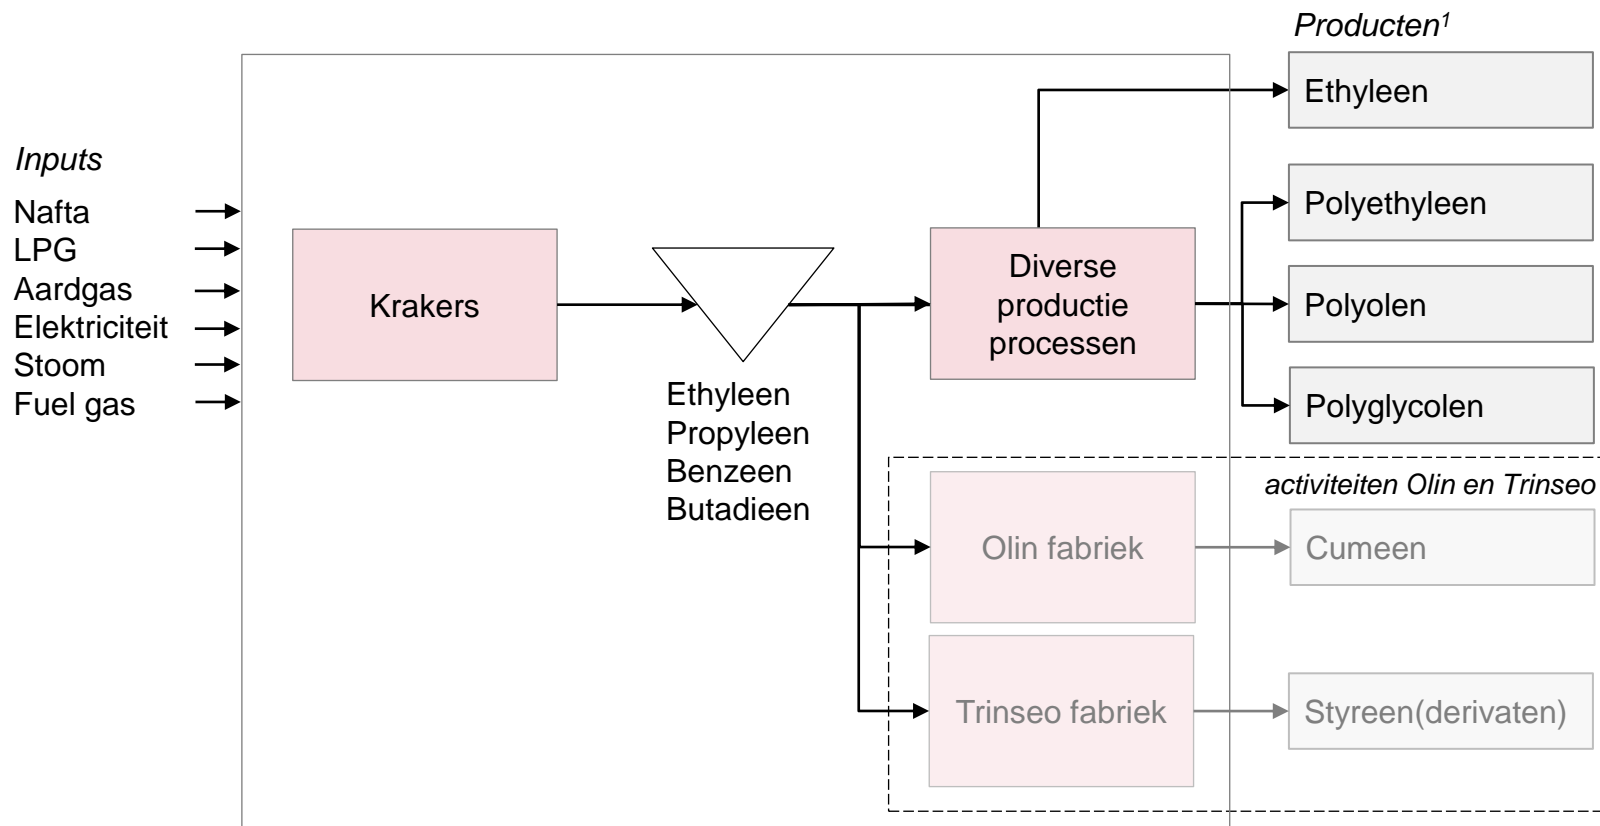 Producten¹
Ethyleen
Inputs
Nafta
LPG
Aardgas
Elektriciteit
Stoom
Fuel gas
Krakers
Ethyleen
Propyleen
Benzeen
Butadieen
Diverse
productie
processen
Polyethyleen
Polyolen
Polyglycolen
activiteiten Olin en Trinseo
Olin fabriek
Cumeen
Trinseo fabriek
Styreen(derivaten)